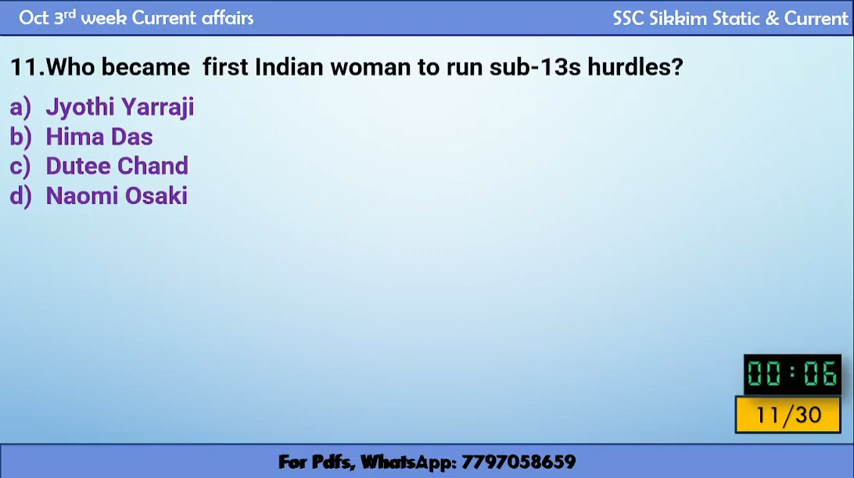 Oct 3rd week Current affairs
SSC Sikkim Static & Current
11.Who became first Indian woman to run sub-13s hurdles?
a) Jyothi Yarraji
b) Hima Das
c) Dutee Chand
d) Naomi Osaki
00:06
11/30
For Pdfs, WhatsApp: 7797058659